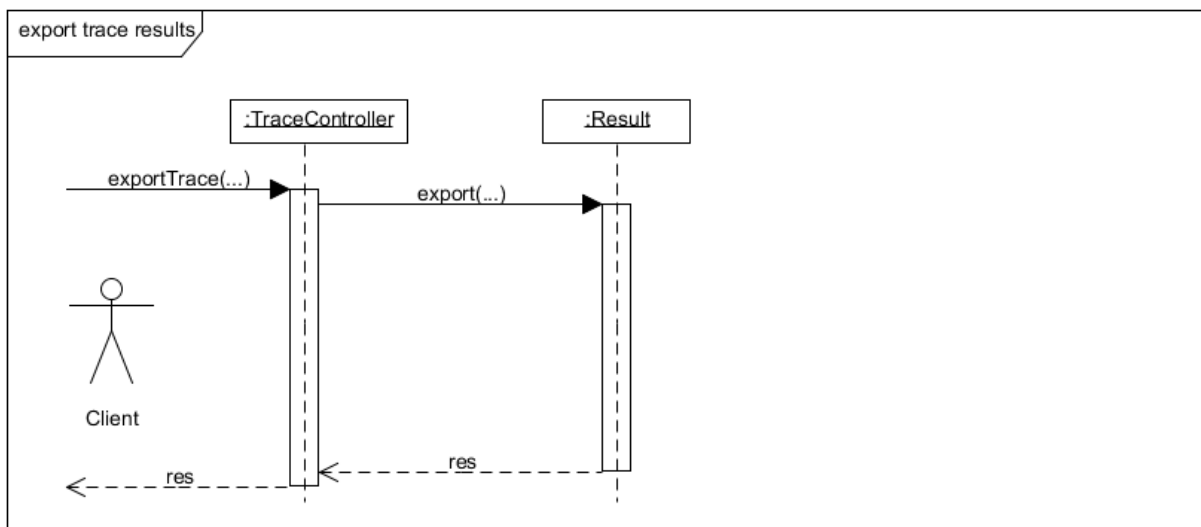 export trace results
:TraceController
:Result
exportTrace(...)
export(...)
Client
res
res